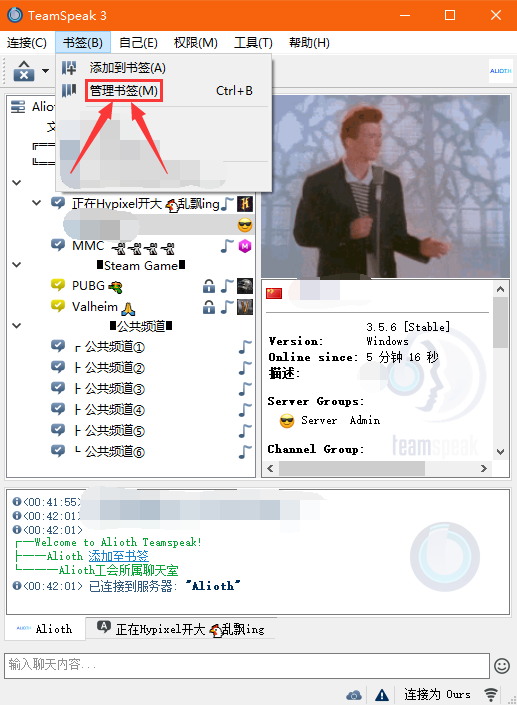 TeamSpeak 3
连接(C) 书签(B) 自己(E) 权限(M) 工具(T) 帮助(H)
添加到书签(A)
管理书签(M) Ctrl+B
ALIOTH
Alio
正在Hypixel开大 乱飘ing
MMC
■Steam Game■
PUBG
Valheim
■公共频道■
┌ 公共频道①
├ 公共频道②
├ 公共频道③
├ 公共频道④
├ 公共频道⑤
└ 公共频道⑥
3.5.6 [Stable]
Version: Windows
Online since: 5 分钟 16 秒
描述:
Server Groups:
Server Admin
Channel Group:
teamspeak
<00:41:55>
<00:42:01>
<00:42:01>
┌──Welcome to Alioth Teamspeak!
├───Alioth 添加至书签
└────Alioth工会所属聊天室
<00:42:01> 已连接到服务器: "Alioth"
ALIOTH Alioth
正在Hypixel开大 乱飘ing
输入聊天内容...
连接为 Ours